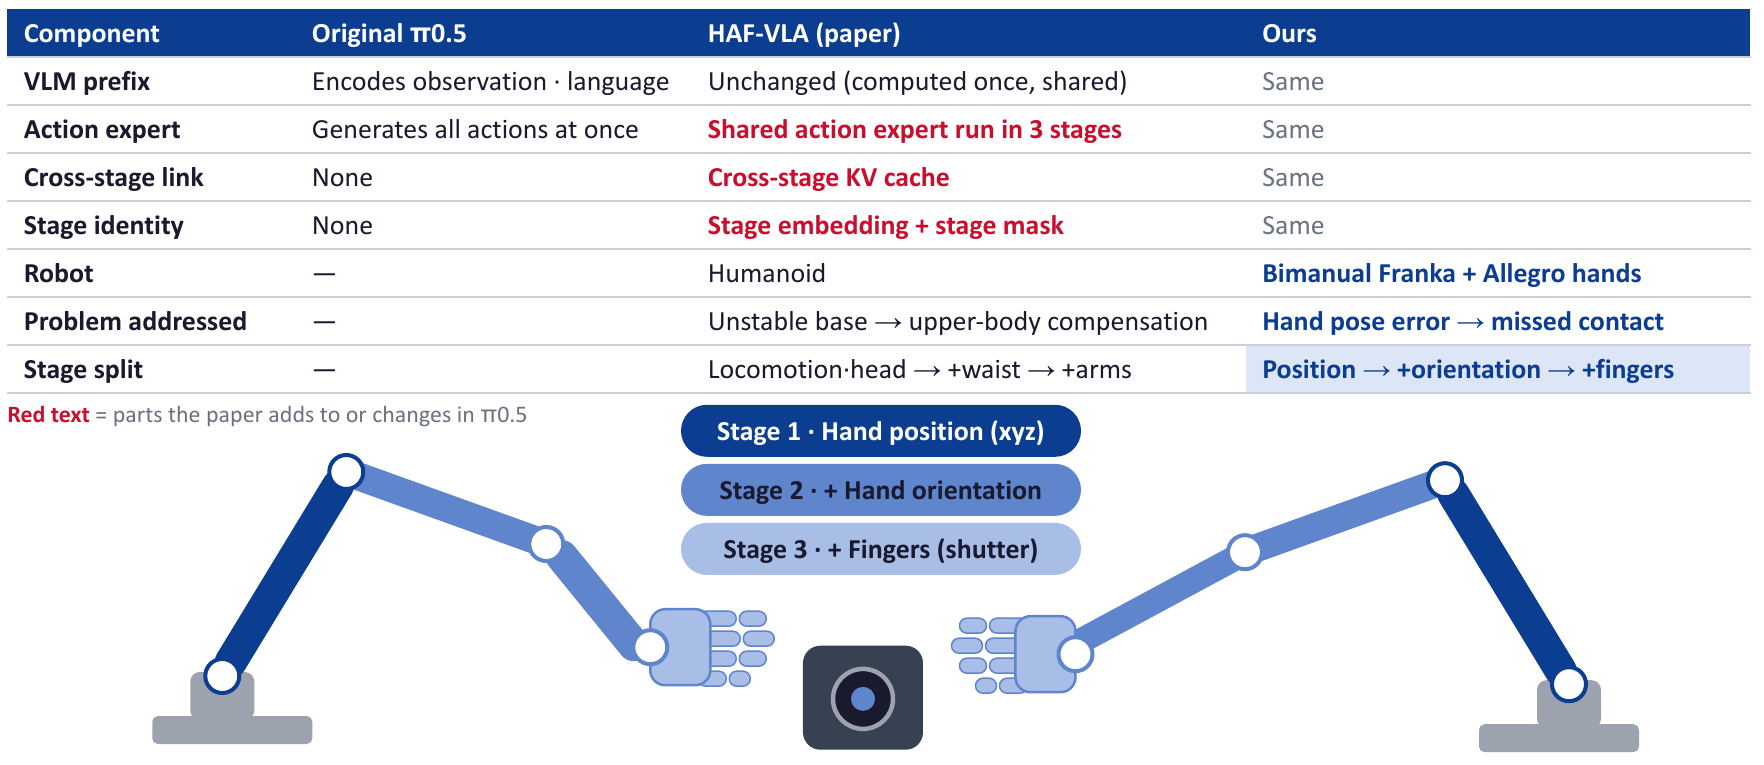 Component Original π0.5 HAF-VLA (paper) Ours
VLM prefix Encodes observation · language Unchanged (computed once, shared) Same
Action expert Generates all actions at once Shared action expert run in 3 stages Same
Cross-stage link None Cross-stage KV cache Same
Stage identity None Stage embedding + stage mask Same
Robot — Humanoid Bimanual Franka + Allegro hands
Problem addressed — Unstable base → upper-body compensation Hand pose error → missed contact
Stage split — Locomotion·head → +waist → +arms Position → +orientation → +fingers
Red text = parts the paper adds to or changes in π0.5
Stage 1 · Hand position (xyz)
Stage 2 · + Hand orientation
Stage 3 · + Fingers (shutter)